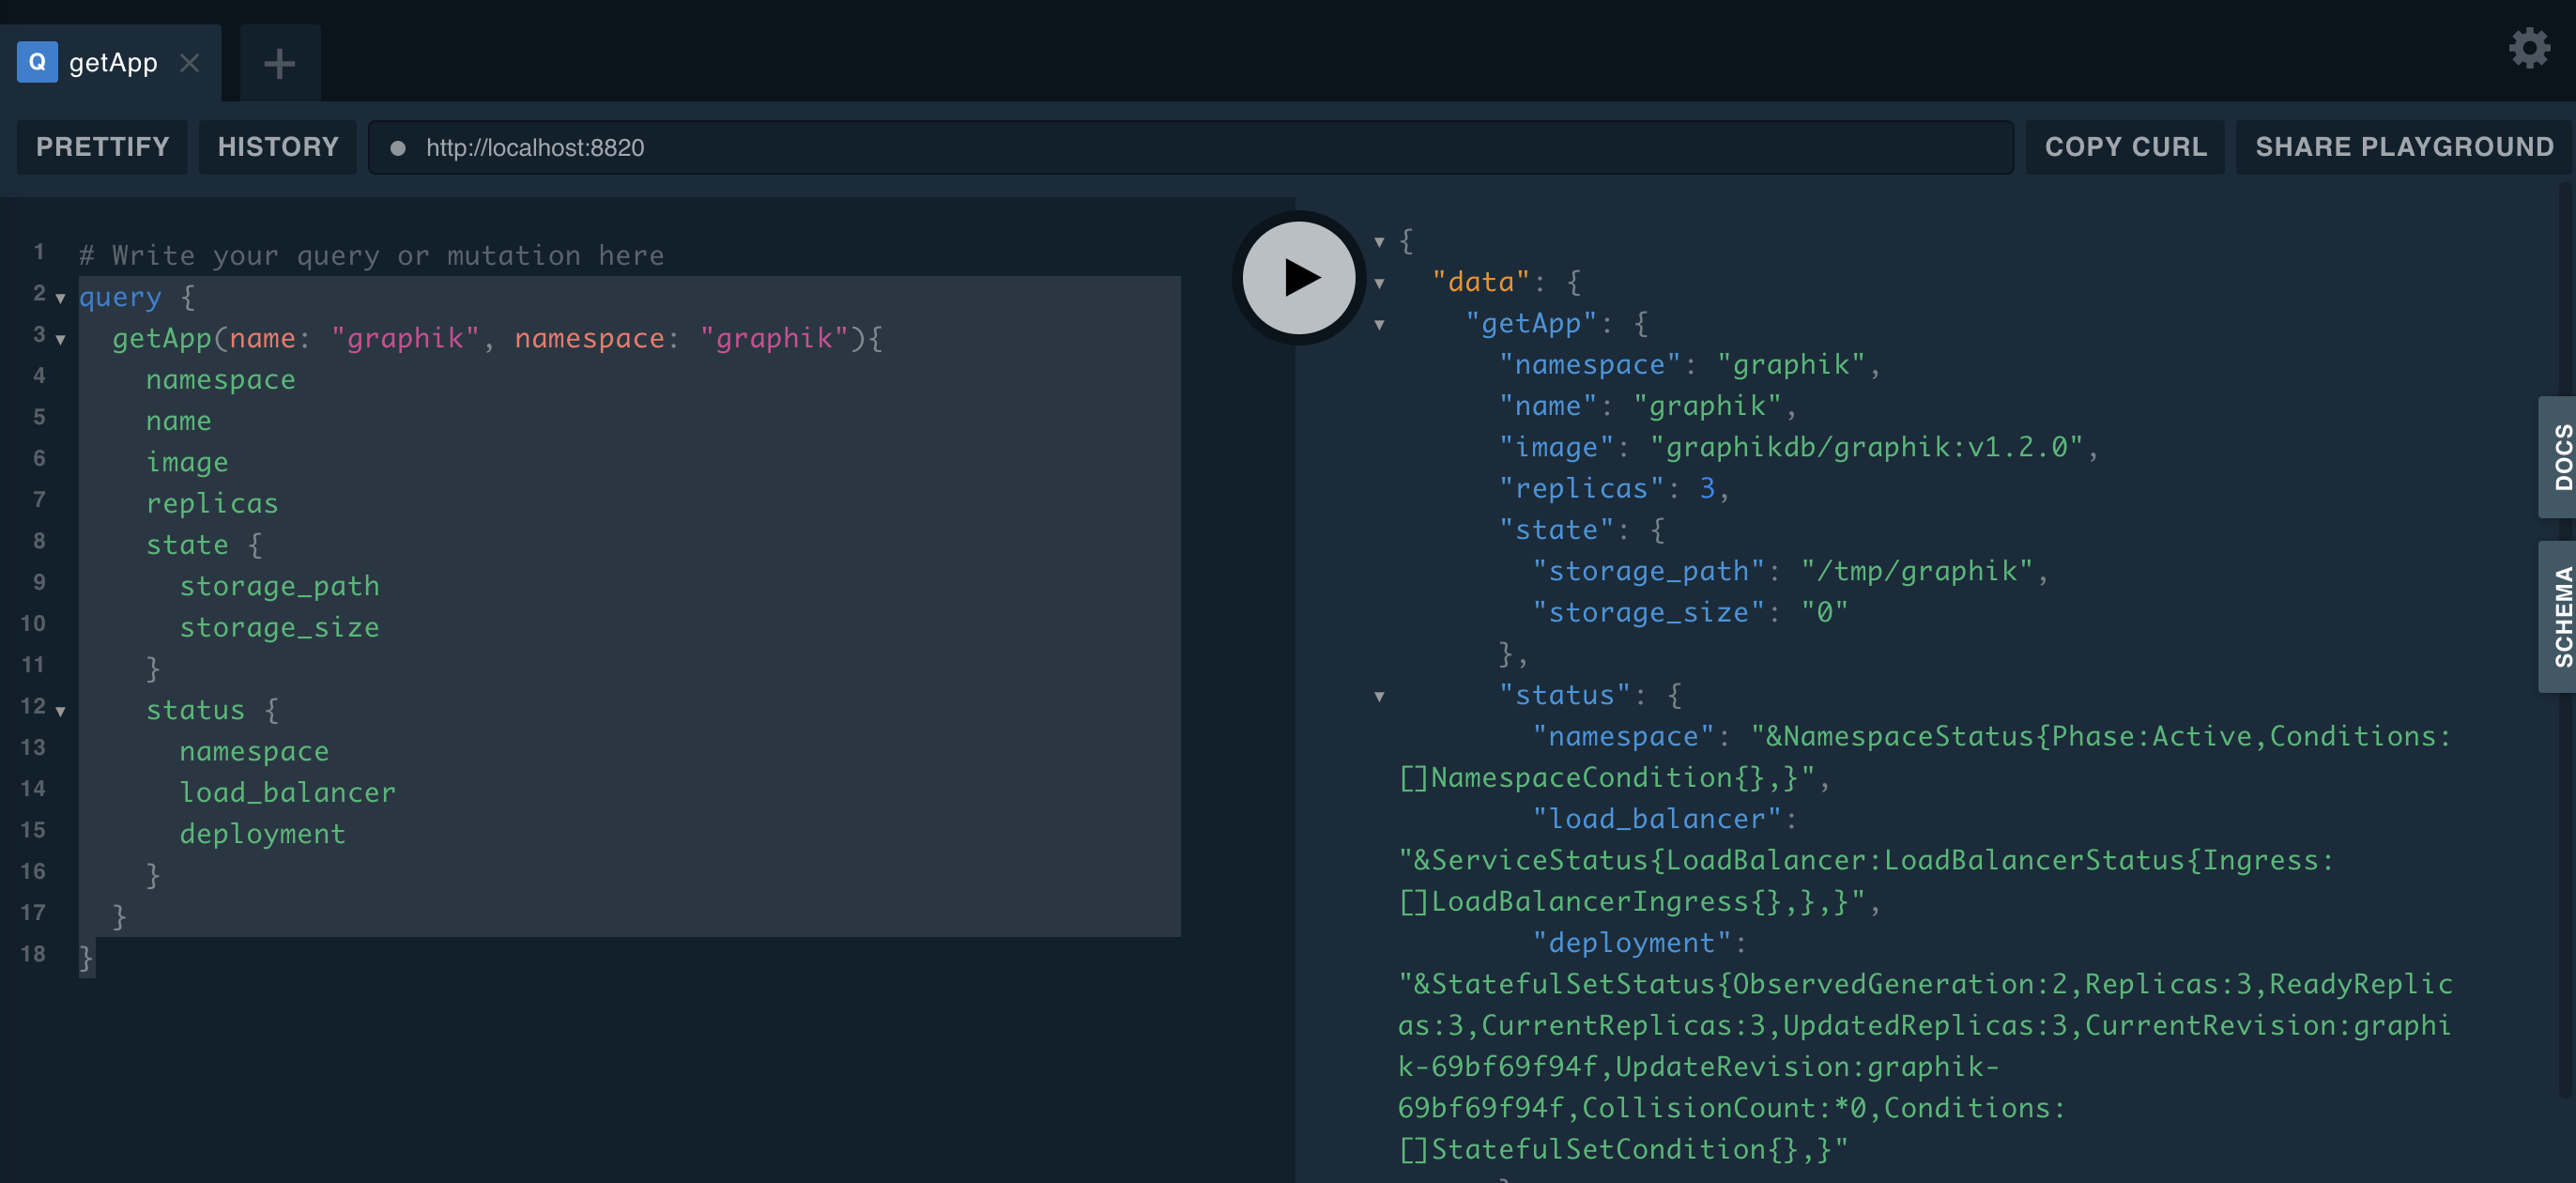 Q getApp
PRETTIFY HISTORY http://localhost:8820 COPY CURL SHARE PLAYGROUND
1 # Write your query or mutation here
2 query {
3 getApp(name: "graphik", namespace: "graphik"){
4 namespace
5 name
6 image
7 replicas
8 state {
9 storage_path
10 storage_size
11 }
12 status {
13 namespace
14 load_balancer
15 deployment
16 }
17 }
18 }
{
"data": {
"getApp": {
"namespace": "graphik",
"name": "graphik",
"image": "graphikdb/graphik:v1.2.0",
"replicas": 3,
"state": {
"storage_path": "/tmp/graphik",
"storage_size": "0"
},
"status": {
"namespace": "&NamespaceStatus{Phase:Active,Conditions:
[]NamespaceCondition{},}",
"load_balancer":
"&ServiceStatus{LoadBalancer:LoadBalancerStatus{Ingress:
[]LoadBalancerIngress{},},}",
"deployment":
"&StatefulSetStatus{ObservedGeneration:2,Replicas:3,ReadyReplic
as:3,CurrentReplicas:3,UpdatedReplicas:3,CurrentRevision:graphi
k-69bf69f94f,UpdateRevision:graphik-
69bf69f94f,CollisionCount:*0,Conditions:
[]StatefulSetCondition{},}"
DOCS
SCHEMA